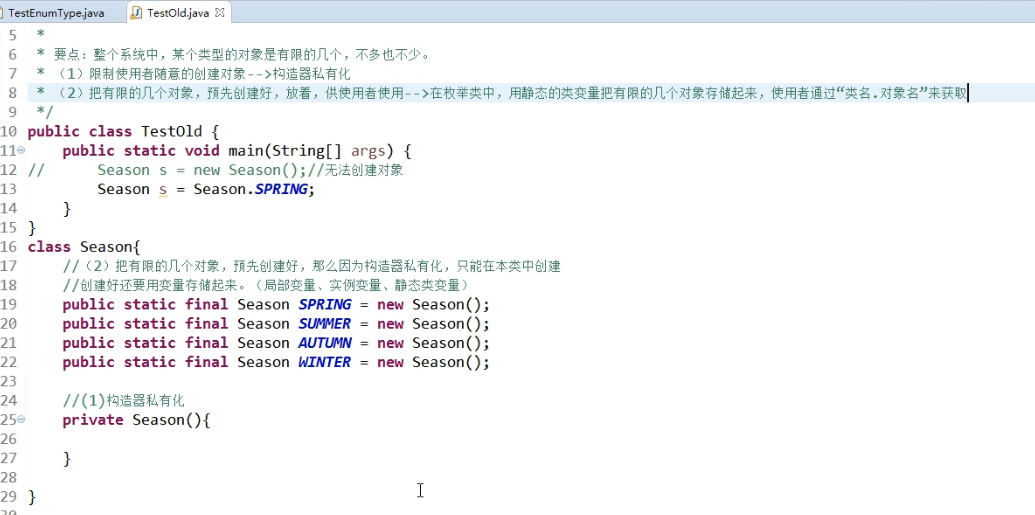 TestEnumType.java TestOld.java
5 *
6 * 要点：整个系统中，某个类型的对象是有限的几个，不多也不少。
7 * （1）限制使用者随意的创建对象-->构造器私有化
8 * （2）把有限的几个对象，预先创建好，放着，供使用者使用-->在枚举类中，用静态的类变量把有限的几个对象存储起来，使用者通过“类名.对象名”来获取
9 */
10 public class TestOld {
11 public static void main(String[] args) {
12 // Season s = new Season();//无法创建对象
13 Season s = Season.SPRING;
14 }
15 }
16 class Season{
17 //（2）把有限的几个对象，预先创建好，那么因为构造器私有化，只能在本类中创建
18 //创建好还要用变量存储起来。（局部变量、实例变量、静态类变量）
19 public static final Season SPRING = new Season();
20 public static final Season SUMMER = new Season();
21 public static final Season AUTUMN = new Season();
22 public static final Season WINTER = new Season();
23
24 //(1)构造器私有化
25 private Season(){
26
27 }
28
29 }
30